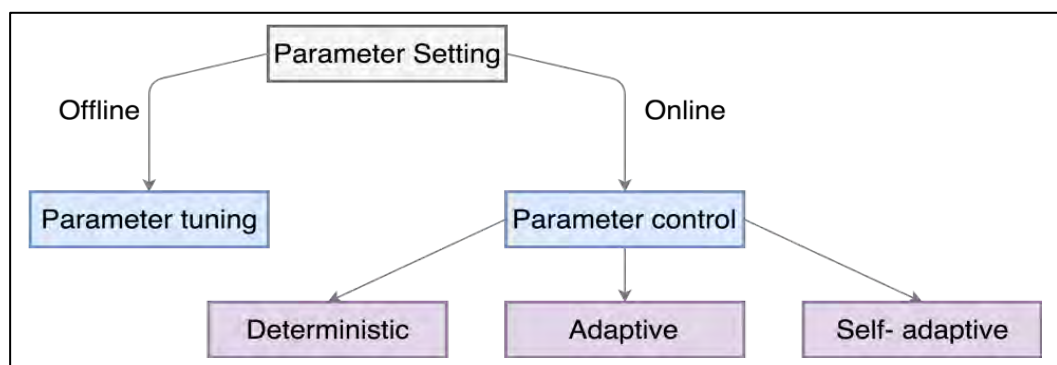 Parameter Setting
Offline
Online
Parameter tuning
Parameter control
Deterministic
Adaptive
Self- adaptive